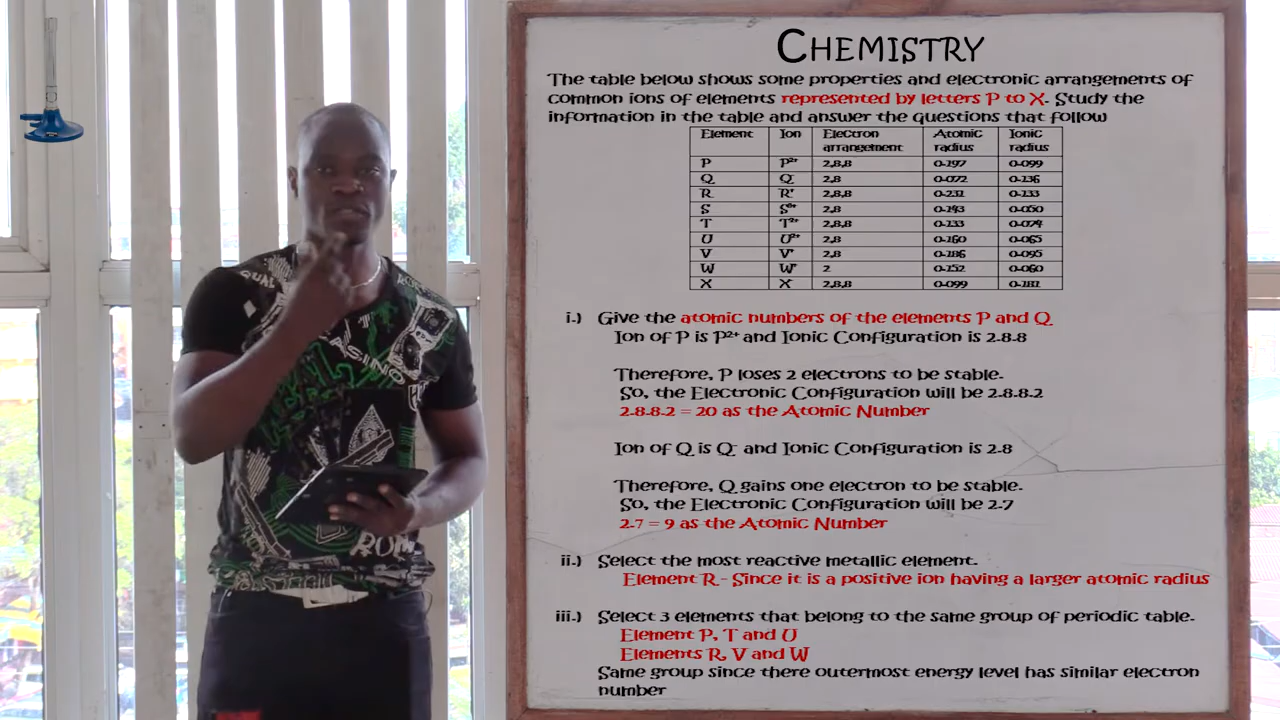 CHEMISTRY
The table below shows some properties and electronic arrangements of
common ions of elements represented by letters P to X. Study the
information in the table and answer the questions that follow
Element Ion Electron arrangement Atomic radius Ionic radius
P P²⁺ 2,8,8 0.197 0.099
Q Q⁻ 2,8 0.072 0.136
R R⁺ 2,8,8 0.231 0.133
S S³⁺ 2,8 0.143 0.050
T T²⁺ 2,8,8 0.133 0.074
U U²⁺ 2,8 0.160 0.065
V V⁺ 2,8 0.186 0.095
W W⁺ 2 0.152 0.060
X X⁻ 2,8,8 0.099 0.181
i.) Give the atomic numbers of the elements P and Q
Ion of P is P²⁺ and Ionic Configuration is 2.8.8
Therefore, P loses 2 electrons to be stable.
So, the Electronic Configuration will be 2.8.8.2
2.8.8.2 = 20 as the Atomic Number
Ion of Q is Q⁻ and Ionic Configuration is 2.8
Therefore, Q gains one electron to be stable.
So, the Electronic Configuration will be 2.7
2.7 = 9 as the Atomic Number
ii.) Select the most reactive metallic element.
Element R - Since it is a positive ion having a larger atomic radius
iii.) Select 3 elements that belong to the same group of periodic table.
Element P, T and U
Elements R, V and W
Same group since there outermost energy level has similar electron
number
QUAL
CASINO
ROM